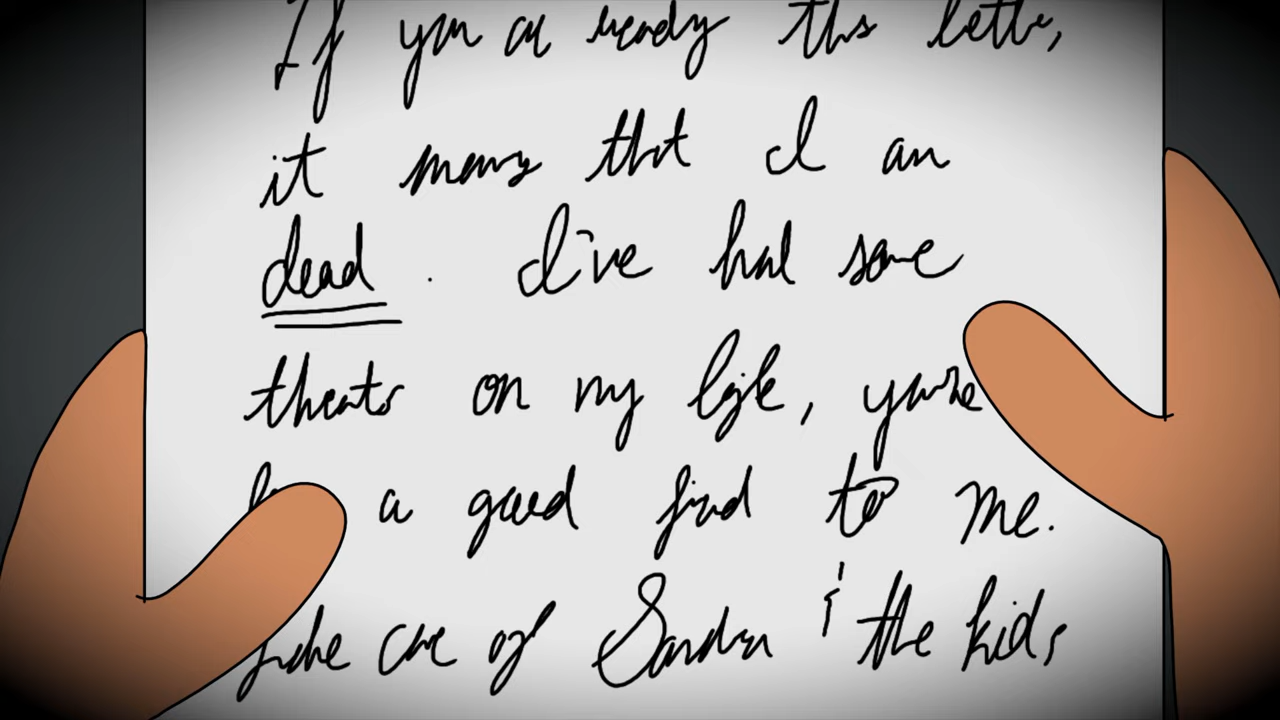 If you are reading this letter,
it means that I am
dead. I've had some
threats on my life, you've
a good friend to me.
take care of Sandra & the kids